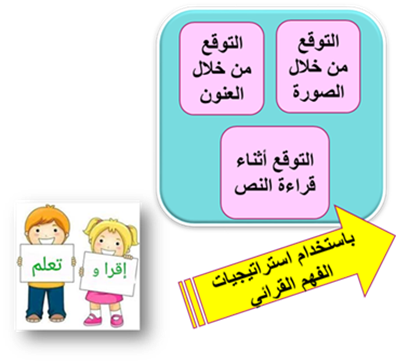 التوقع
من خلال
الصورة
التوقع
من خلال
العنون
التوقع أثناء
قراءة النص
باستخدام استراتيجيات
الفهم القرائي
إقرا و
تعلم